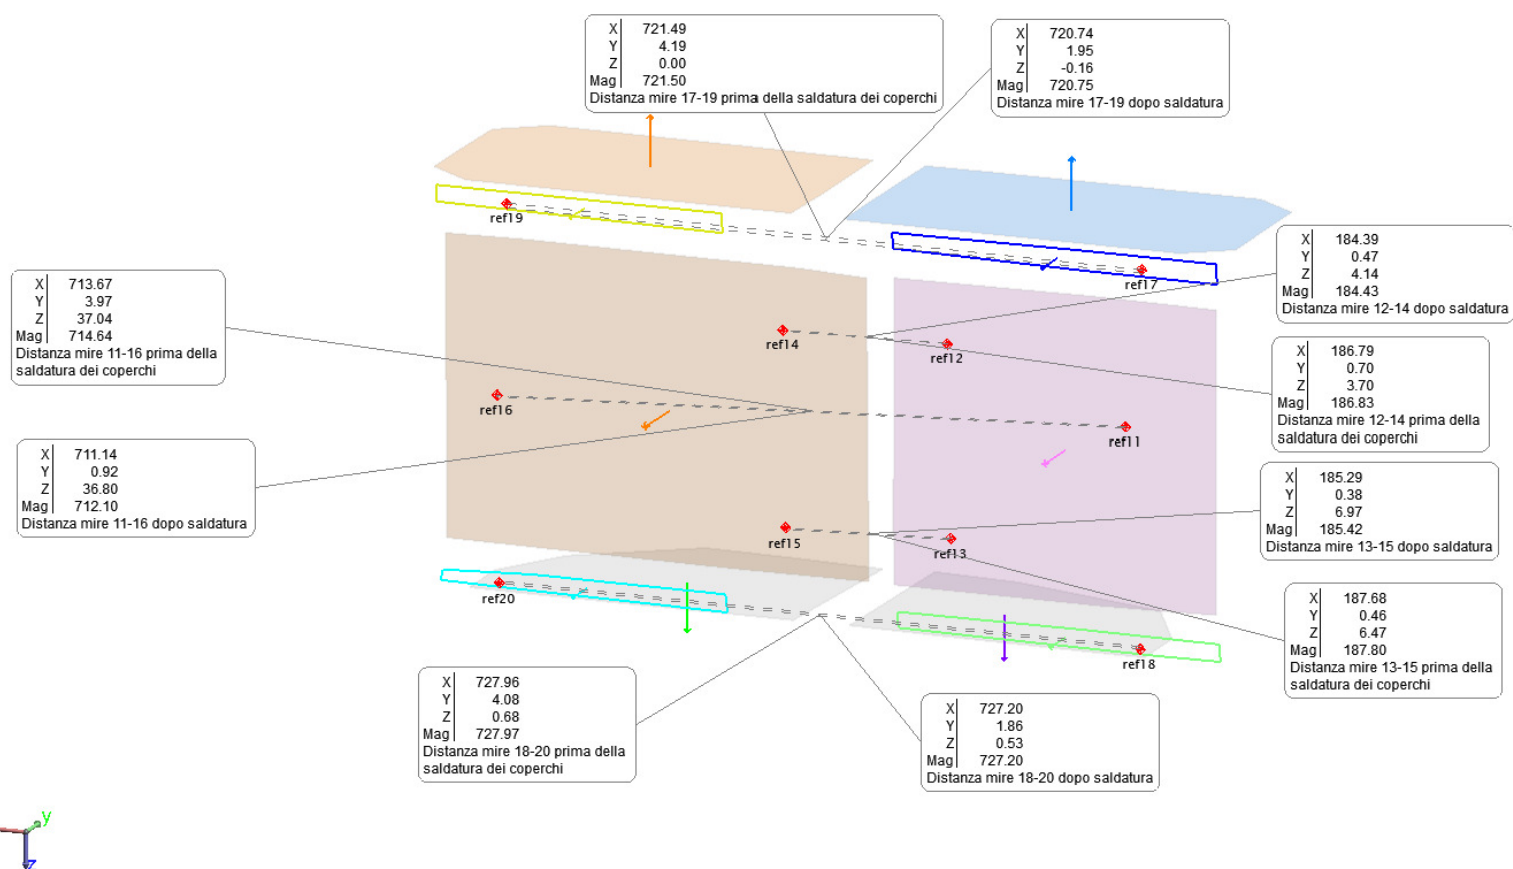 X 721.49
Y 4.19
Z 0.00
Mag 721.50
Distanza mire 17-19 prima della saldatura dei coperchi
X 720.74
Y 1.95
Z -0.16
Mag 720.75
Distanza mire 17-19 dopo saldatura
ref19
ref17
X 184.39
Y 0.47
Z 4.14
Mag 184.43
Distanza mire 12-14 dopo saldatura
X 713.67
Y 3.97
Z 37.04
Mag 714.64
Distanza mire 11-16 prima della
saldatura dei coperchi
ref14
ref12
X 186.79
Y 0.70
Z 3.70
Mag 186.83
Distanza mire 12-14 prima della
saldatura dei coperchi
ref16
ref11
X 711.14
Y 0.92
Z 36.80
Mag 712.10
Distanza mire 11-16 dopo saldatura
X 185.29
Y 0.38
Z 6.97
Mag 185.42
Distanza mire 13-15 dopo saldatura
ref15
ref13
ref20
ref18
X 187.68
Y 0.46
Z 6.47
Mag 187.80
Distanza mire 13-15 prima della
saldatura dei coperchi
X 727.96
Y 4.08
Z 0.68
Mag 727.97
Distanza mire 18-20 prima della
saldatura dei coperchi
X 727.20
Y 1.86
Z 0.53
Mag 727.20
Distanza mire 18-20 dopo saldatura
y
z